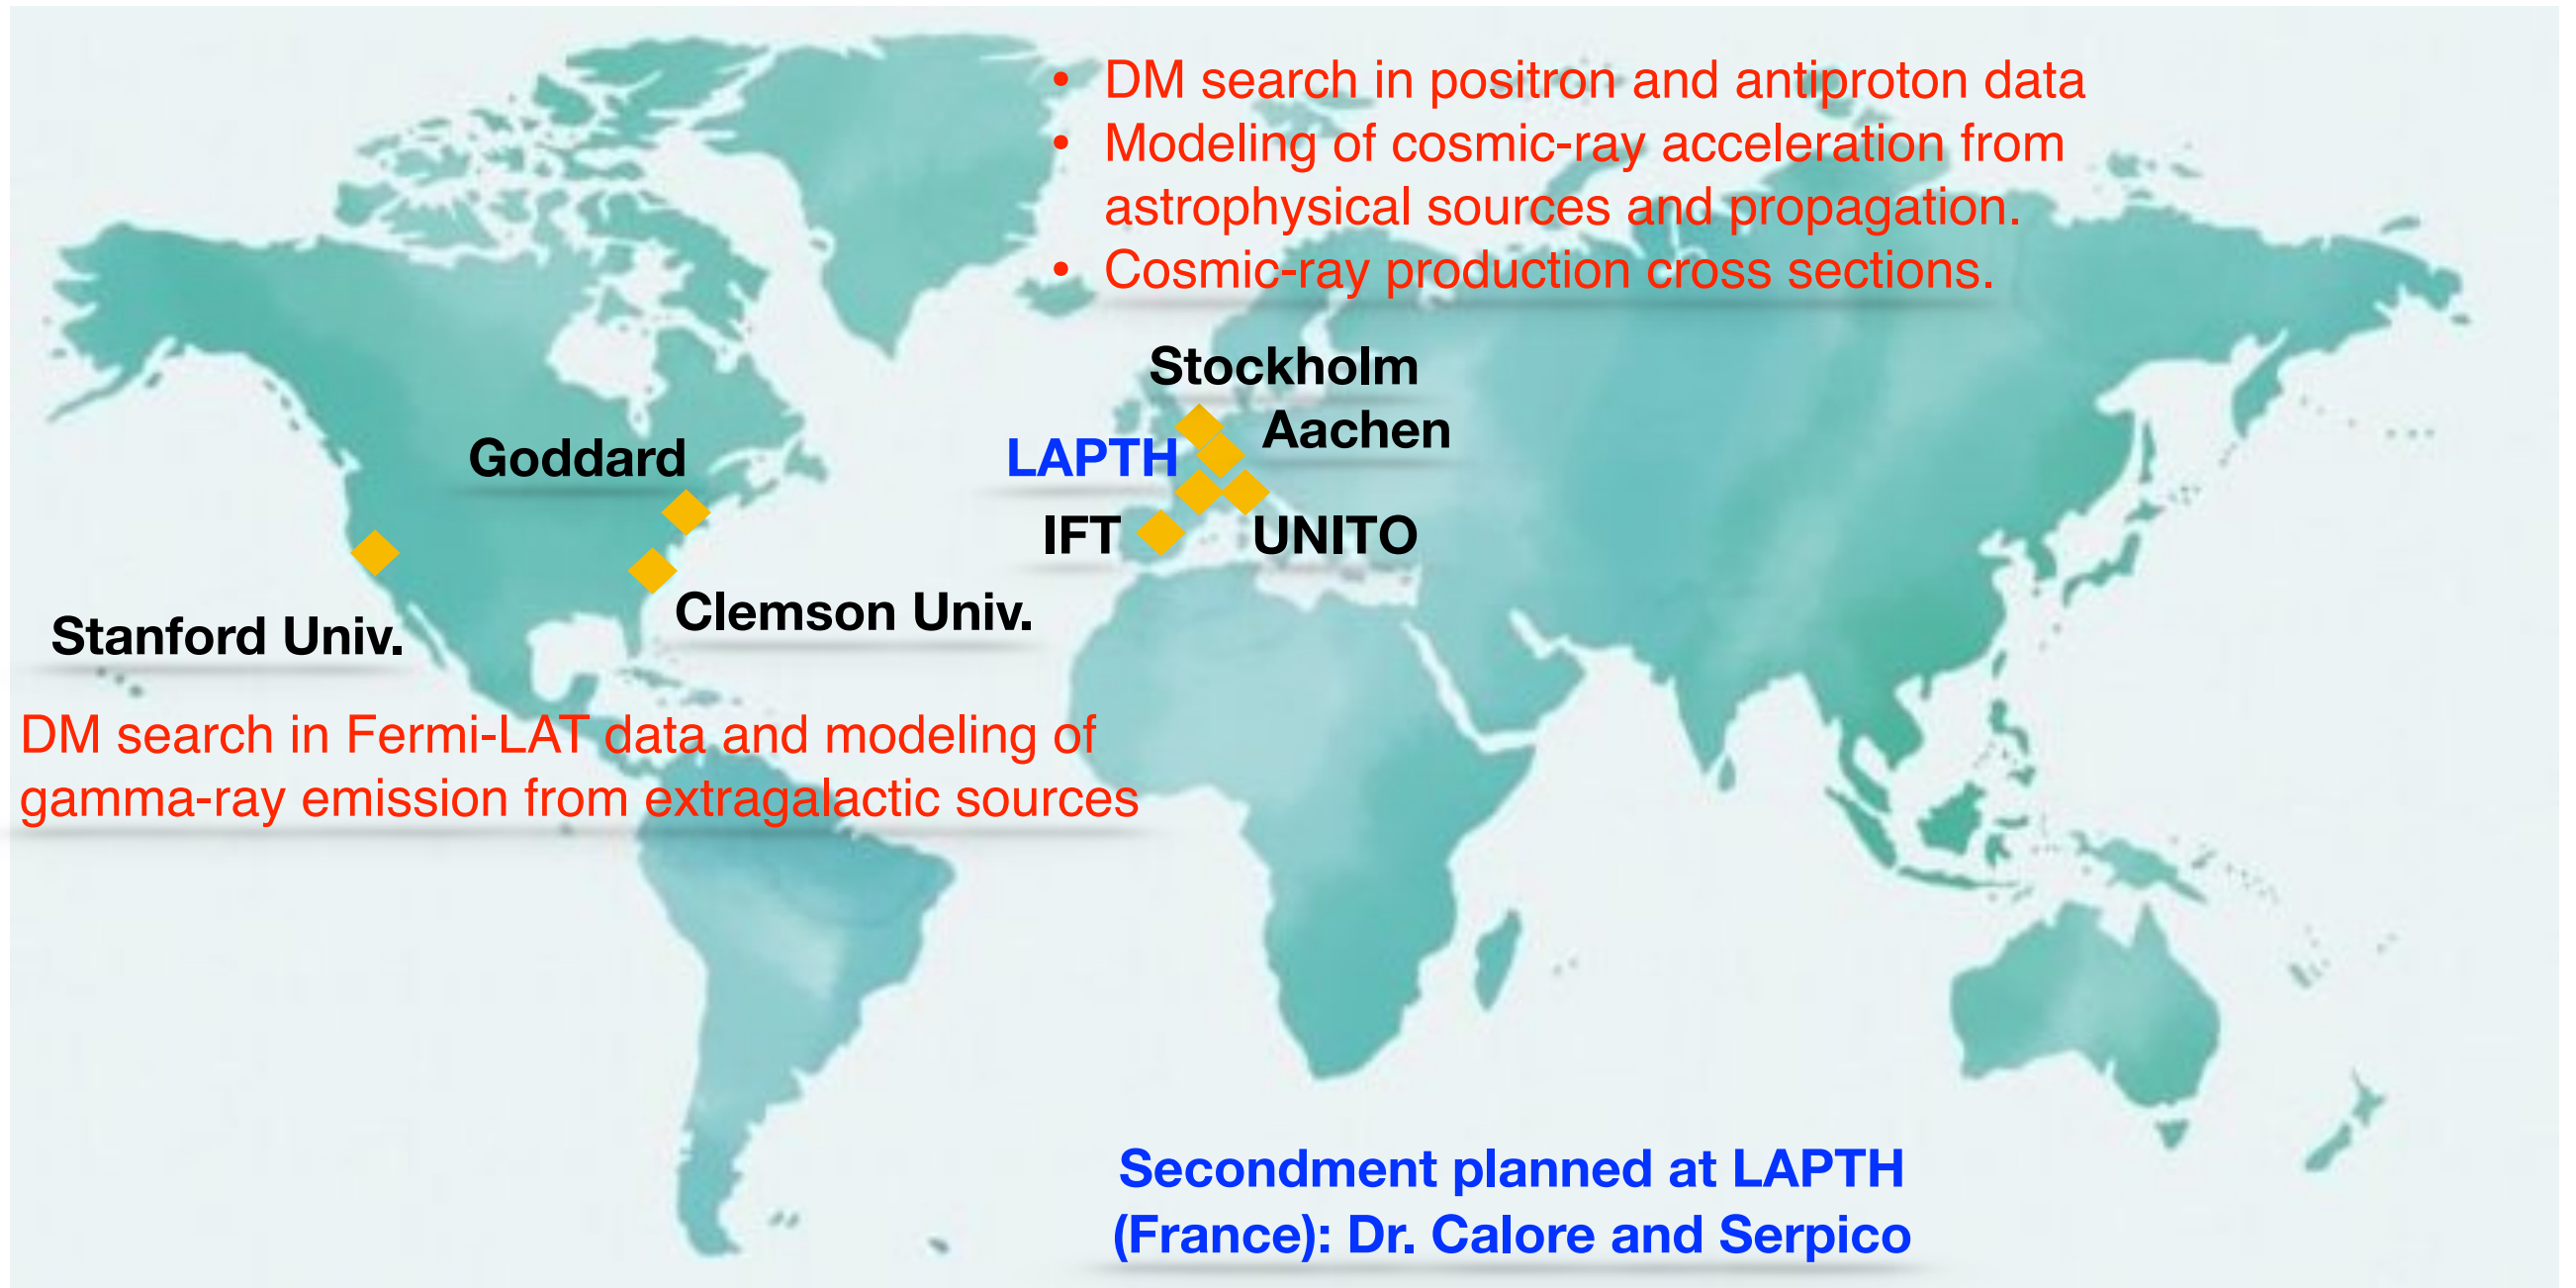 • DM search in positron and antiproton data
• Modeling of cosmic-ray acceleration from
astrophysical sources and propagation.
• Cosmic-ray production cross sections.
Stockholm
Aachen
LAPTH
Goddard
IFT
UNITO
Clemson Univ.
Stanford Univ.
DM search in Fermi-LAT data and modeling of
gamma-ray emission from extragalactic sources
Secondment planned at LAPTH
(France): Dr. Calore and Serpico